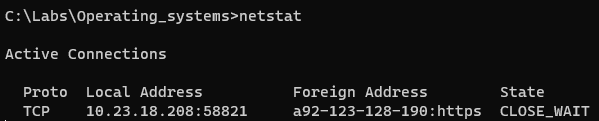 C:\Labs\Operating_systems>netstat
Active Connections
Proto  Local Address          Foreign Address        State
TCP    10.23.18.208:58821     a92-123-128-190:https  CLOSE_WAIT